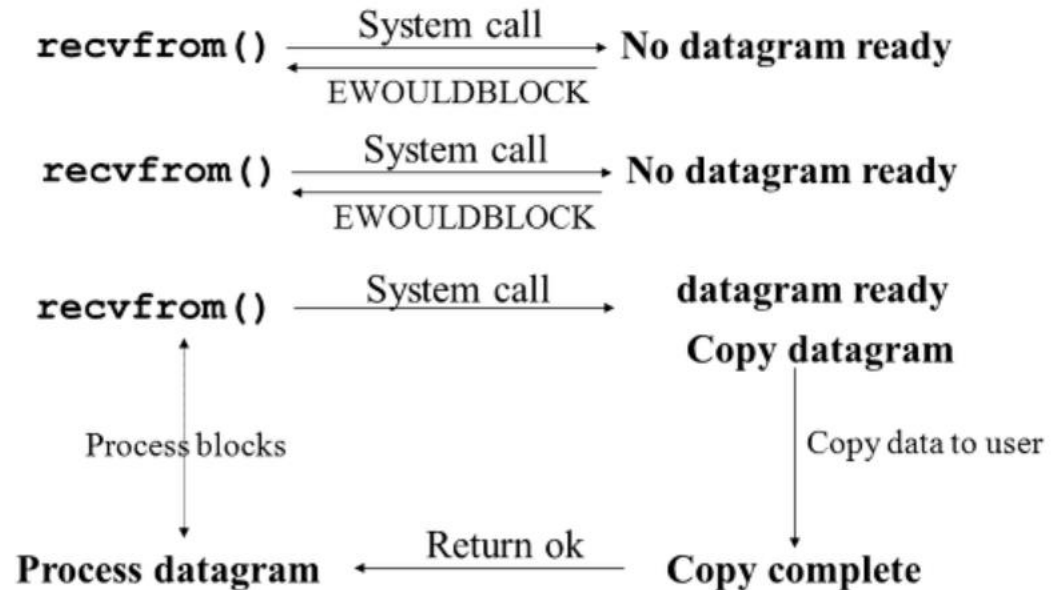 System call
recvfrom() No datagram ready
EWOULDBLOCK
System call
recvfrom() No datagram ready
EWOULDBLOCK
System call datagram ready
recvfrom()
Copy datagram
Process blocks Copy data to user
Return ok
Process datagram Copy complete